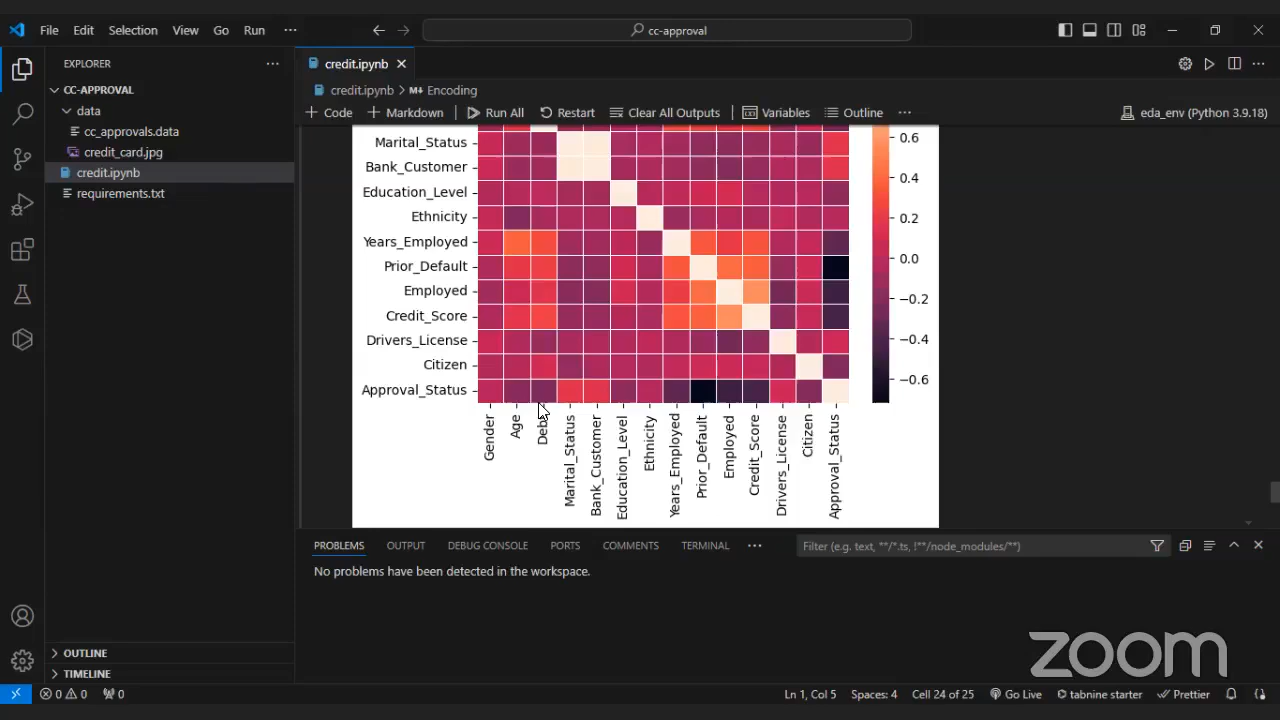 File Edit Selection View Go Run ··· cc-approval
EXPLORER ···
CC-APPROVAL
data
cc_approvals.data
credit_card.jpg
credit.ipynb
requirements.txt
OUTLINE
TIMELINE
credit.ipynb
credit.ipynb > M↓ Encoding
+ Code + Markdown Run All Restart Clear All Outputs Variables Outline ··· eda_env (Python 3.9.18)
Marital_Status
Bank_Customer
Education_Level
Ethnicity
Years_Employed
Prior_Default
Employed
Credit_Score
Drivers_License
Citizen
Approval_Status
Gender
Age
Debt
Marital_Status
Bank_Customer
Education_Level
Ethnicity
Years_Employed
Prior_Default
Employed
Credit_Score
Drivers_License
Citizen
Approval_Status
0.6
0.4
0.2
0.0
−0.2
−0.4
−0.6
PROBLEMS OUTPUT DEBUG CONSOLE PORTS COMMENTS TERMINAL ··· Filter (e.g. text, **/*.ts, !**/node_modules/**)
No problems have been detected in the workspace.
zoom
0 0 0 Ln 1, Col 5 Spaces: 4 Cell 24 of 25 Go Live tabnine starter Prettier